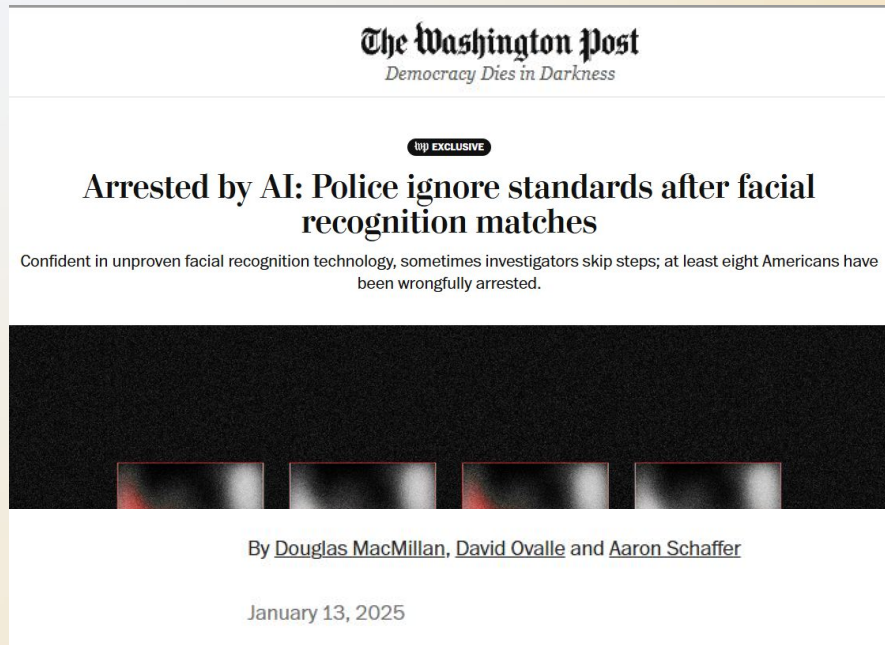 The Washington Post
Democracy Dies in Darkness
wp EXCLUSIVE
Arrested by AI: Police ignore standards after facial
recognition matches
Confident in unproven facial recognition technology, sometimes investigators skip steps; at least eight Americans have
been wrongfully arrested.
By Douglas MacMillan, David Ovalle and Aaron Schaffer
January 13, 2025